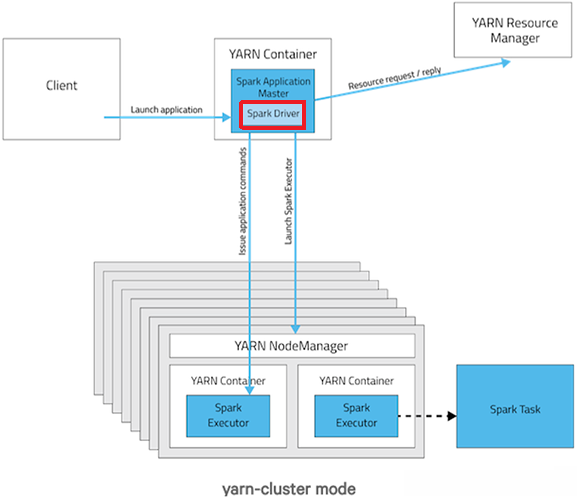 YARN Container
YARN Resource
Manager
Client
Spark Application
Master
Spark Driver
Launch application
Resource request / reply
Issue application commands
Launch Spark Executor
YARN NodeManager
YARN Container
YARN Container
Spark
Executor
Spark
Executor
Spark Task
yarn-cluster mode